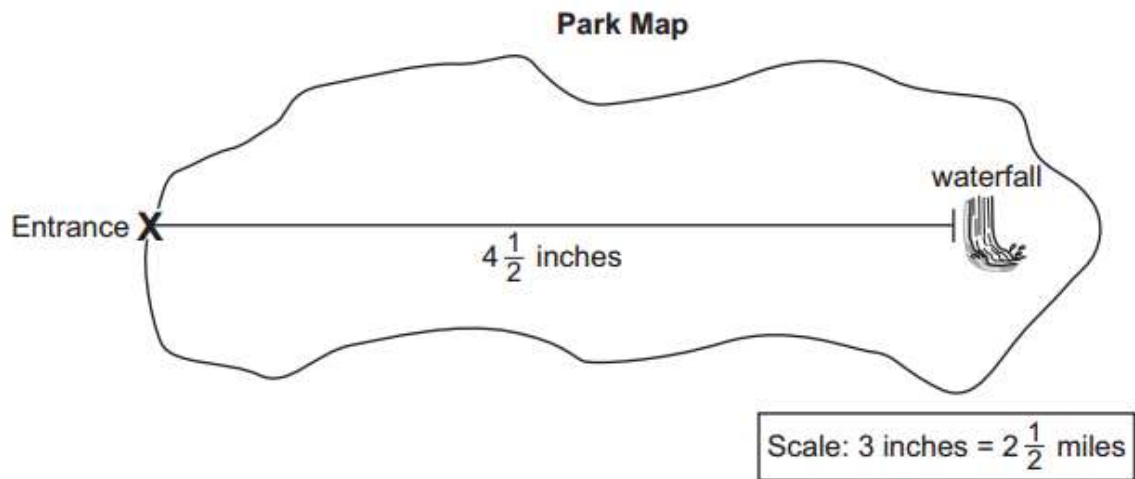 Park Map
waterfall
Entrance X
4 1/2 inches
Scale: 3 inches = 2 1/2 miles